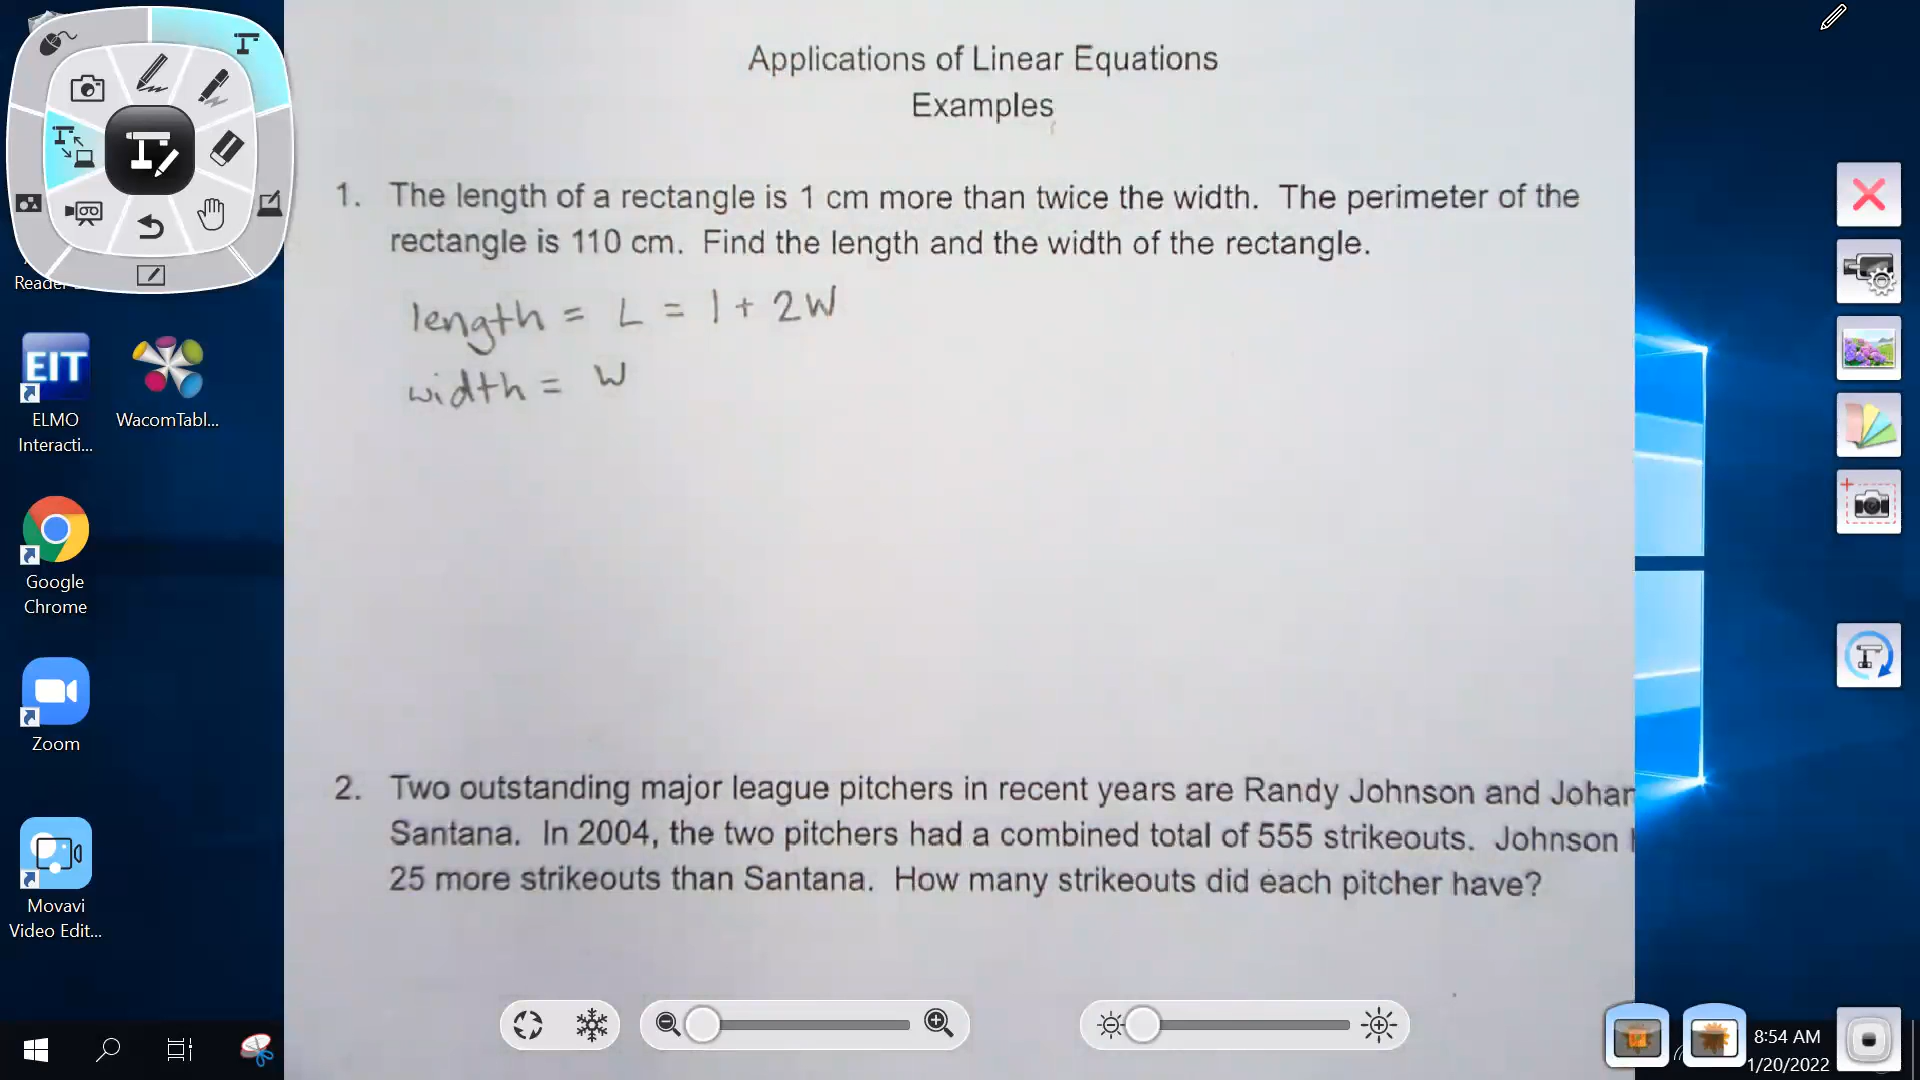 Applications of Linear Equations
Examples
1. The length of a rectangle is 1 cm more than twice the width. The perimeter of the
rectangle is 110 cm. Find the length and the width of the rectangle.
length = L = 1 + 2W
width = W
2. Two outstanding major league pitchers in recent years are Randy Johnson and Johan
Santana. In 2004, the two pitchers had a combined total of 555 strikeouts. Johnson
25 more strikeouts than Santana. How many strikeouts did each pitcher have?
Reader
EIT
ELMO
Interacti...
WacomTabl...
Google
Chrome
Zoom
Movavi
Video Edit...
8:54 AM
1/20/2022